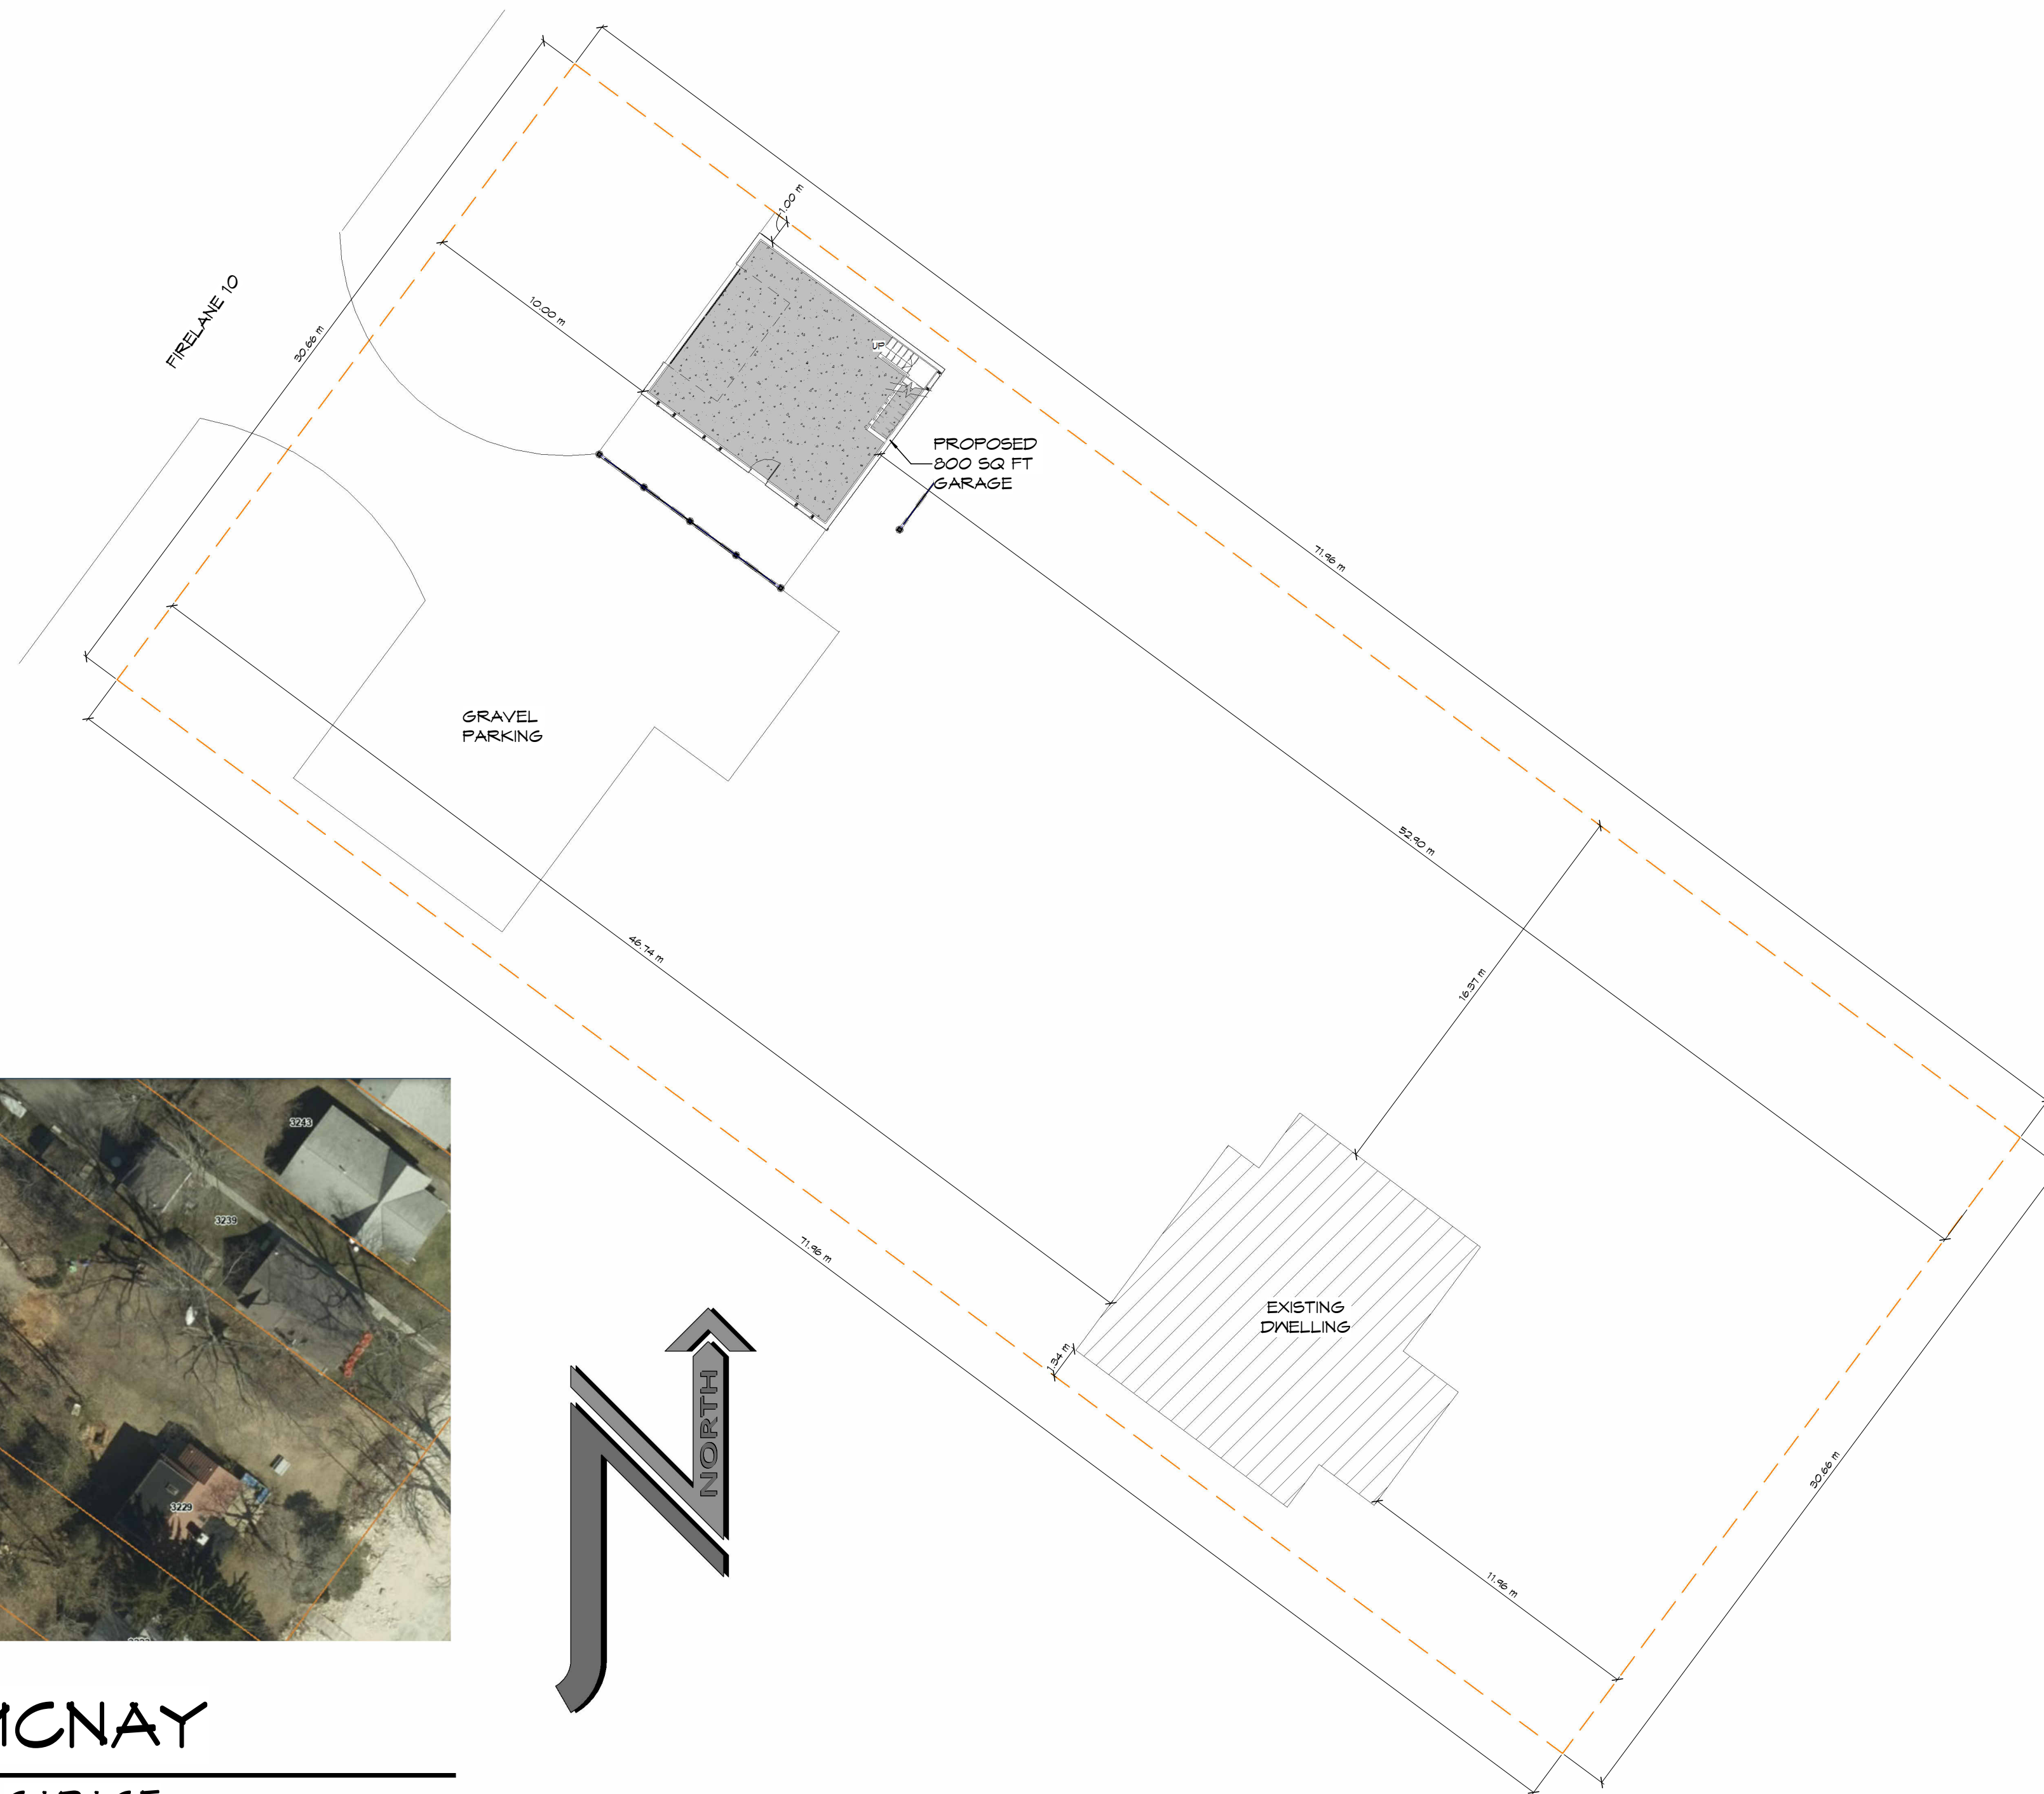 1.00 m
FIRELANE 10
30.66 m
10.00 m
UP
PROPOSED
800 SQ FT
GARAGE
71.96 m
GRAVEL
PARKING
52.90 m
46.74 m
16.37 m
3243
3239
71.96 m
EXISTING
DWELLING
1.34 m
NORTH
30.66 m
3229
11.96 m
MCNAY